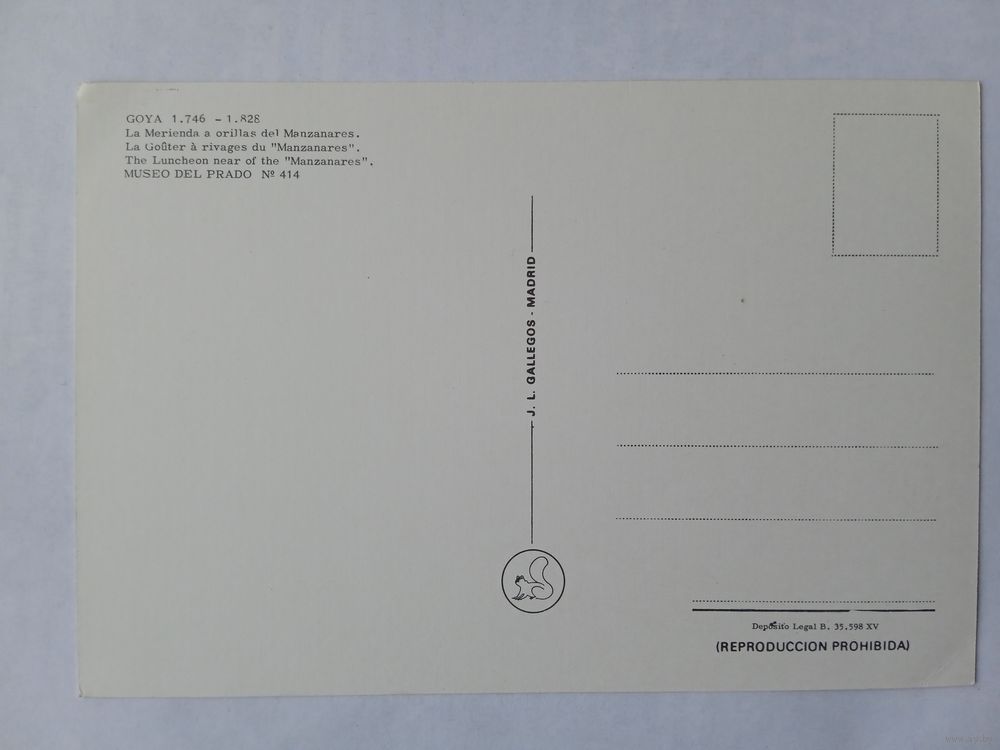 GOYA 1.746 - 1.828
La Merienda a orillas del Manzanares.
La Goûter à rivages du "Manzanares".
The Luncheon near of the "Manzanares".
MUSEO DEL PRADO Nº 414
J. L. GALLEGOS - MADRID
Depósito Legal B. 35.598 XV
(REPRODUCCION PROHIBIDA)